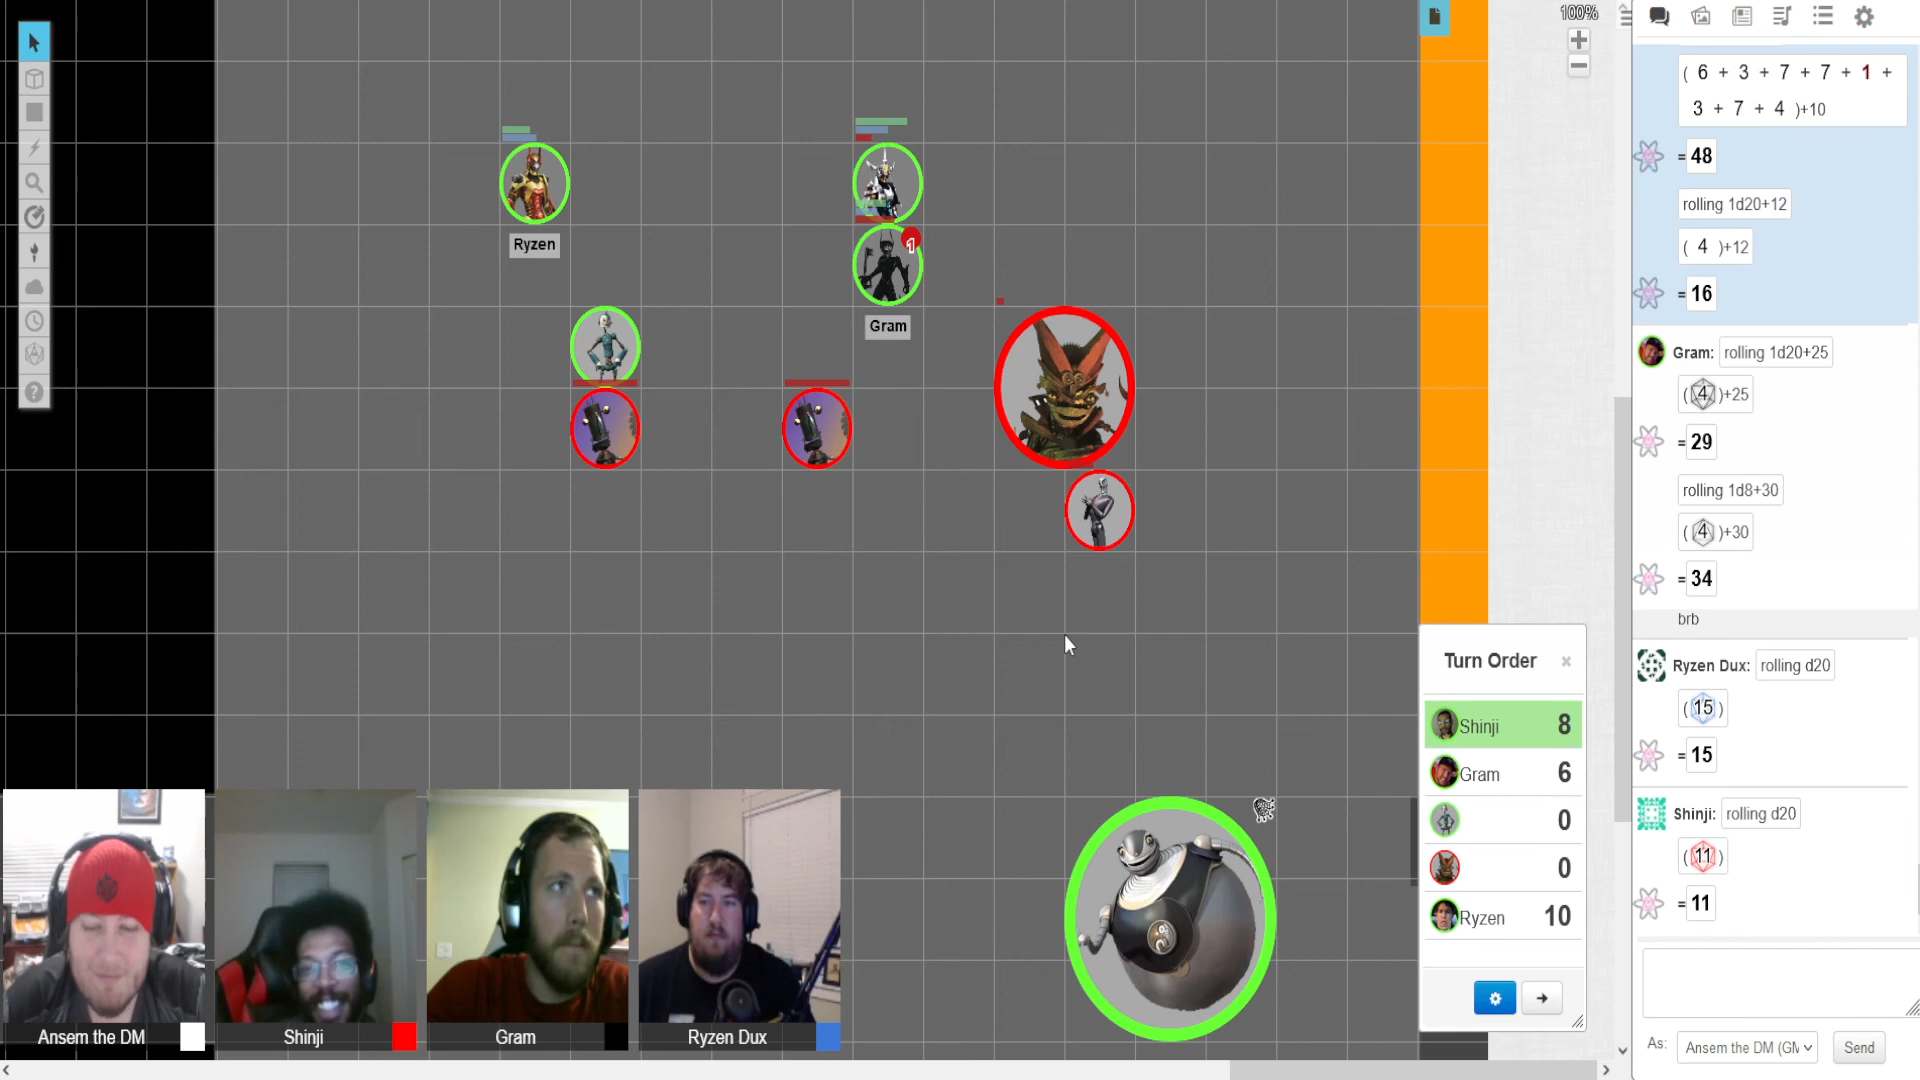 100%
( 6 + 3 + 7 + 7 + 1 +
3 + 7 + 4 )+10
= 48
rolling 1d20+12
( 4 )+12
= 16
Gram: rolling 1d20+25
( 4 )+25
= 29
rolling 1d8+30
( 4 )+30
= 34
brb
Ryzen Dux: rolling d20
( 15 )
= 15
Shinji: rolling d20
( 11 )
= 11
As: Ansem the DM (GM
Send
Ryzen
1
Gram
Turn Order ×
Shinji 8
Gram 6
0
0
Ryzen 10
Ansem the DM
Shinji
Gram
Ryzen Dux